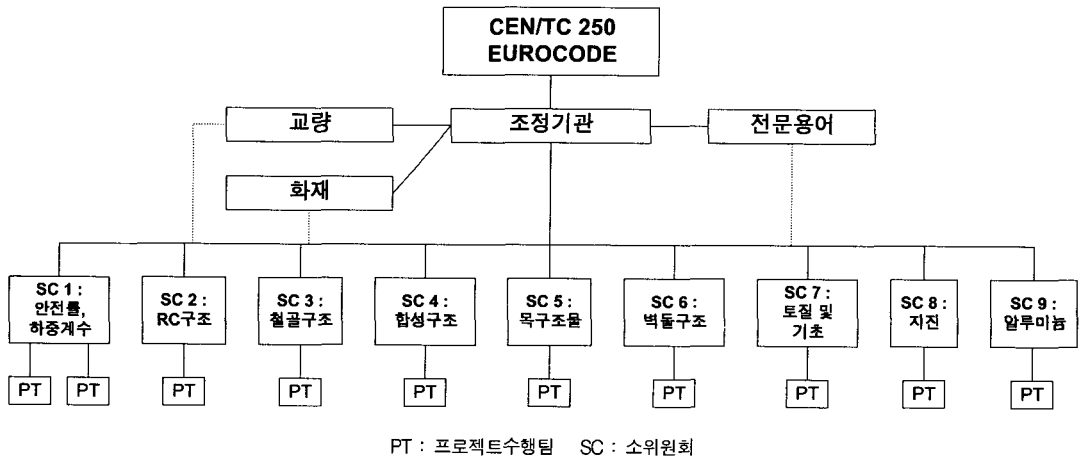 CEN/TC 250
EUROCODE
교량
조정기관
전문용어
화재
SC 1 :
안전률,
하중계수
SC 2 :
RC구조
SC 3 :
철골구조
SC 4 :
합성구조
SC 5 :
목구조물
SC 6 :
벽돌구조
SC 7 :
토질 및
기초
SC 8 :
지진
SC 9 :
알루미늄
PT
PT
PT
PT
PT
PT
PT
PT
PT
PT
PT : 프로젝트수행팀 SC : 소위원회